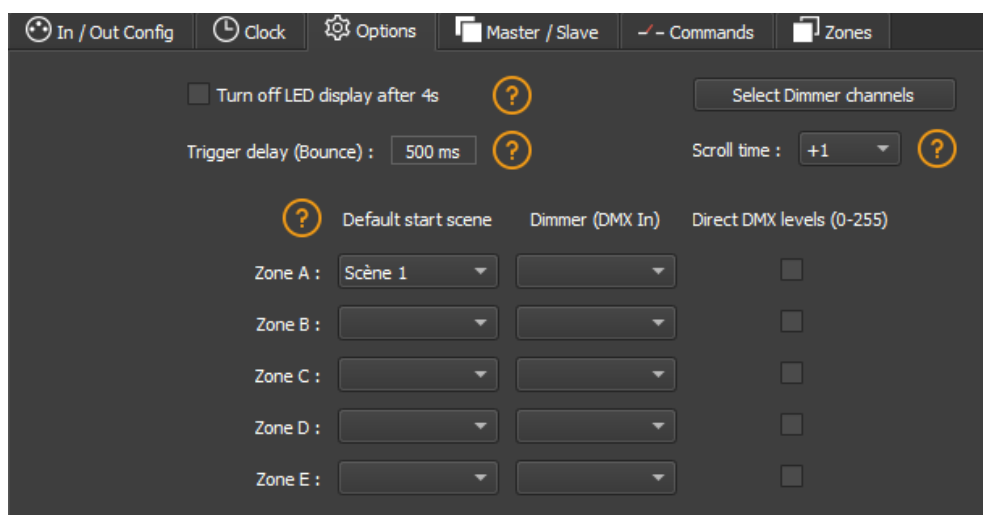 In / Out Config Clock Options Master / Slave Commands Zones
Turn off LED display after 4s ? Select Dimmer channels
Trigger delay (Bounce) : 500 ms ? Scroll time : +1 ?
? Default start scene Dimmer (DMX In) Direct DMX levels (0-255)
Zone A : Scène 1
Zone B :
Zone C :
Zone D :
Zone E :